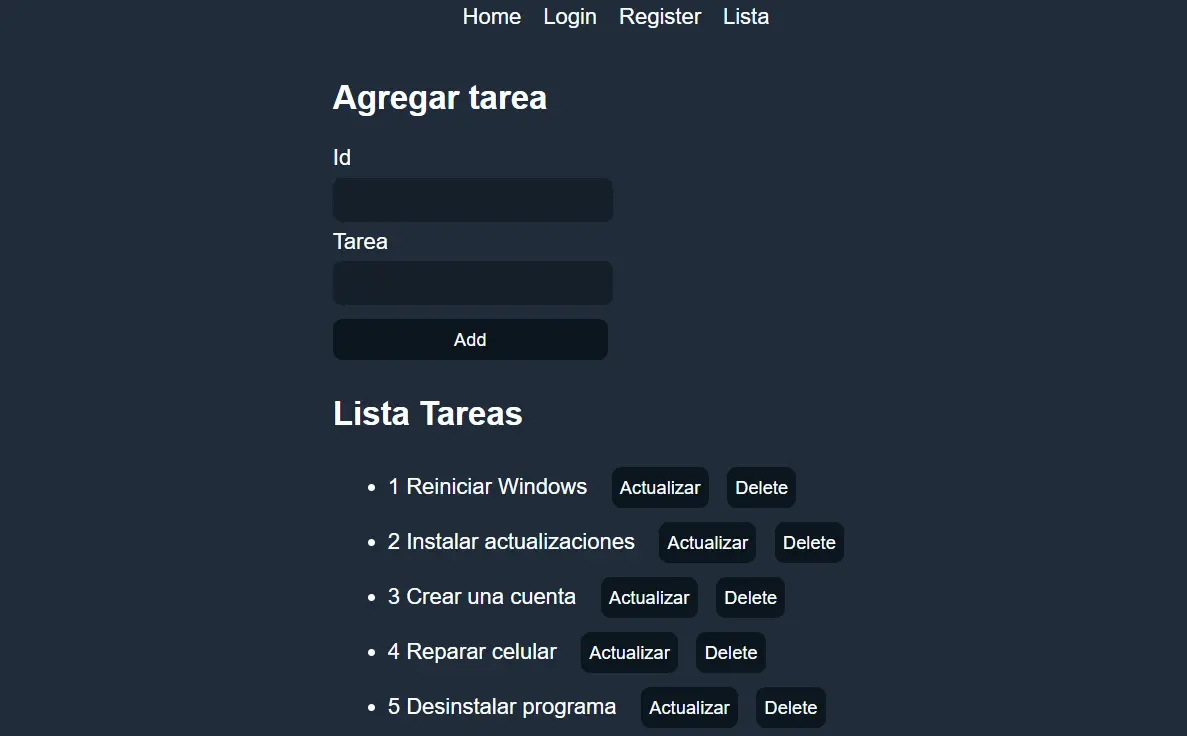 Home Login Register Lista
Agregar tarea
Id
Tarea
Add
Lista Tareas
• 1 Reiniciar Windows Actualizar Delete
• 2 Instalar actualizaciones Actualizar Delete
• 3 Crear una cuenta Actualizar Delete
• 4 Reparar celular Actualizar Delete
• 5 Desinstalar programa Actualizar Delete